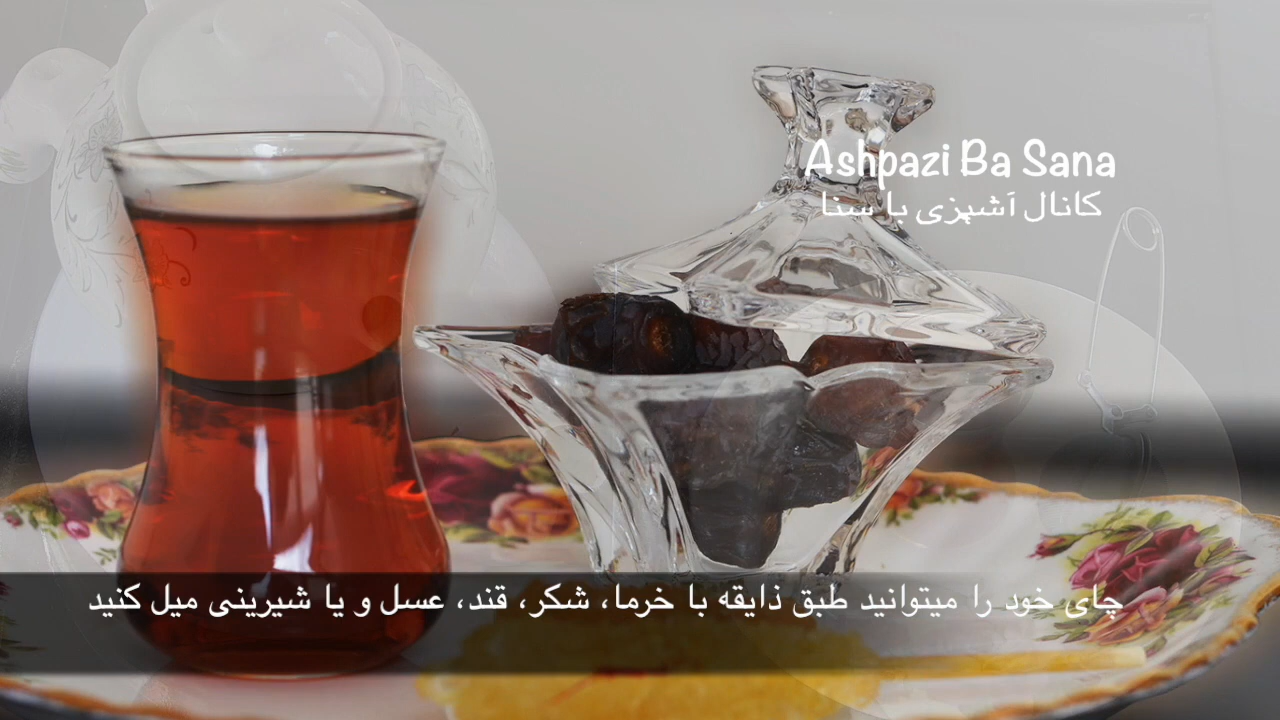 Ashpazi Ba Sana
کانال آشپزی با سنا
چای خود را میتوانید طبق ذایقه با خرما، شکر، قند، عسل و یا شیرینی میل کنید